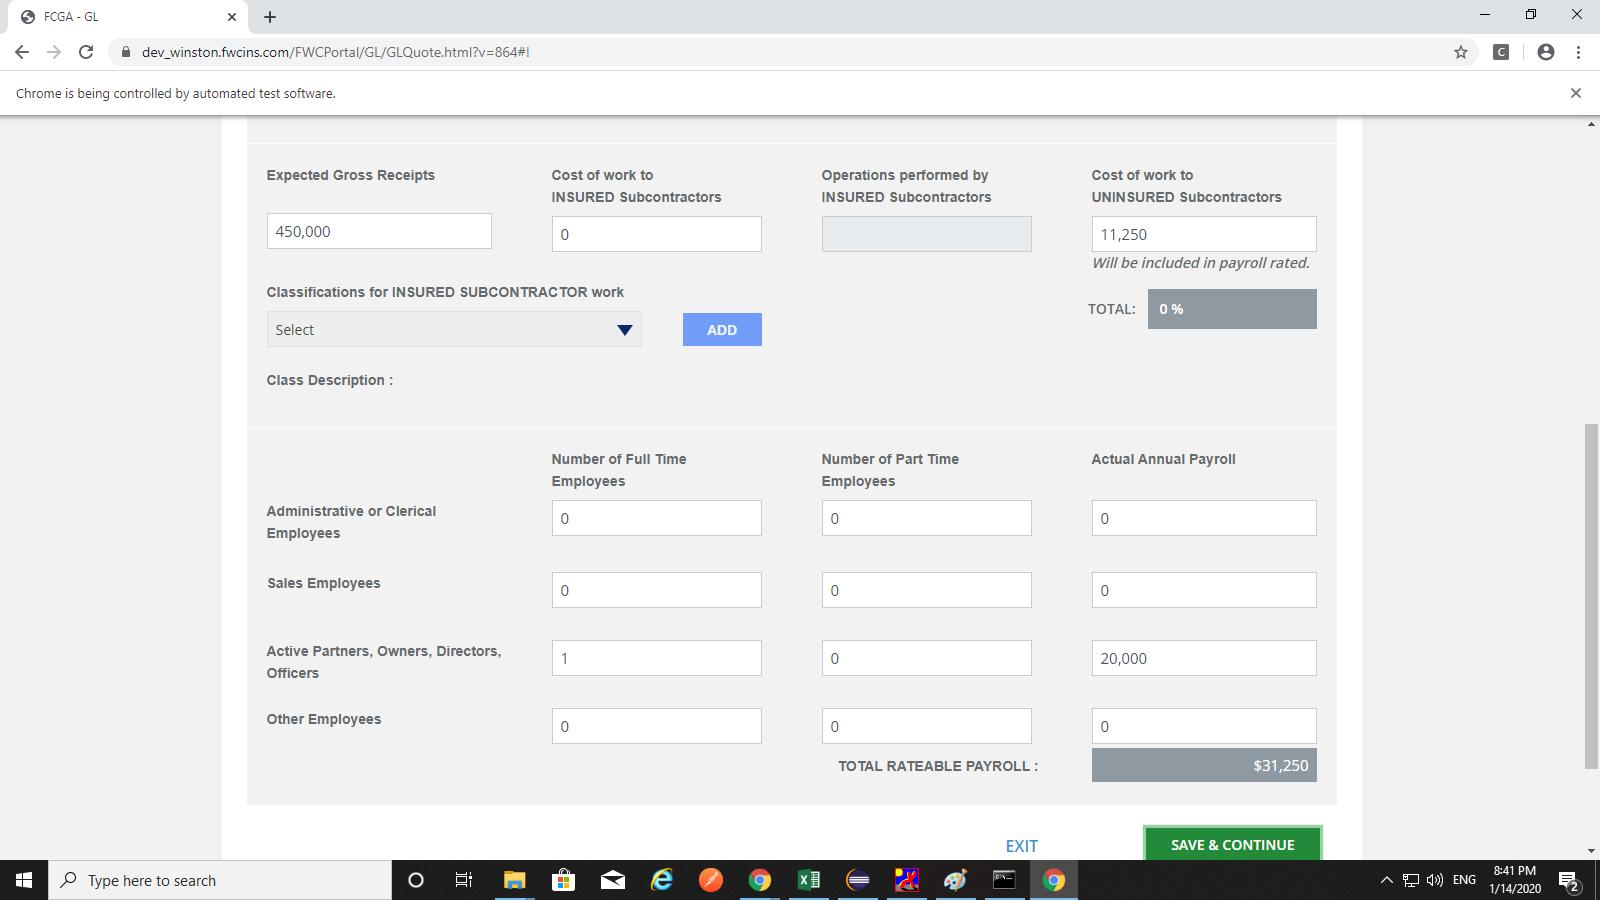 FCGA - GL
dev_winston.fwcins.com/FWCPortal/GL/GLQuote.html?v=864#!
C
Chrome is being controlled by automated test software.
Expected Gross Receipts
450,000
Cost of work to
INSURED Subcontractors
0
Operations performed by
INSURED Subcontractors
Cost of work to
UNINSURED Subcontractors
11,250
Will be included in payroll rated.
Classifications for INSURED SUBCONTRACTOR work
Select
ADD
TOTAL:
0 %
Class Description :
Number of Full Time
Employees
Number of Part Time
Employees
Actual Annual Payroll
Administrative or Clerical
Employees
0
0
0
Sales Employees
0
0
0
Active Partners, Owners, Directors,
Officers
1
0
20,000
Other Employees
0
0
0
TOTAL RATEABLE PAYROLL :
$31,250
EXIT
SAVE & CONTINUE
Type here to search
ENG
8:41 PM
1/14/2020
2